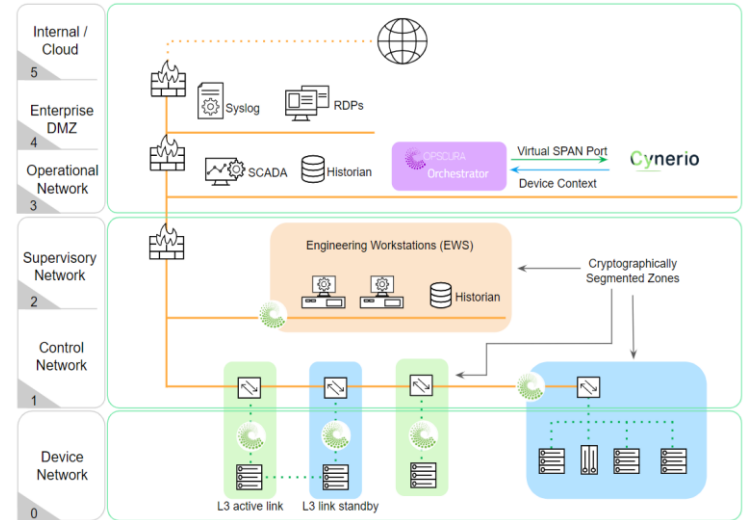 Internal /
Cloud
5
Enterprise
DMZ
4
Operational
Network
3
Supervisory
Network
2
Control
Network
1
Device
Network
0
Syslog
RDPs
SCADA
Historian
OPSCURA
Orchestrator
Virtual SPAN Port
Device Context
Cynerio
Engineering Workstations (EWS)
Historian
Cryptographically
Segmented Zones
L3 active link
L3 link standby